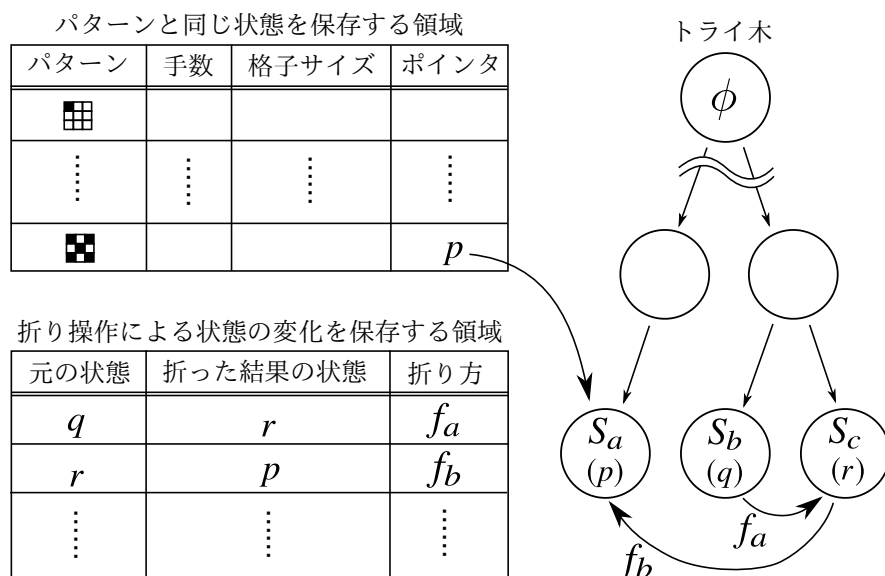 パターンと同じ状態を保存する領域
パターン 手数 格子サイズ ポインタ
p
折り操作による状態の変化を保存する領域
元の状態 折った結果の状態 折り方
q r fa
r p fb
トライ木
ϕ
Sa Sb Sc
(p) (q) (r)
fa
fb